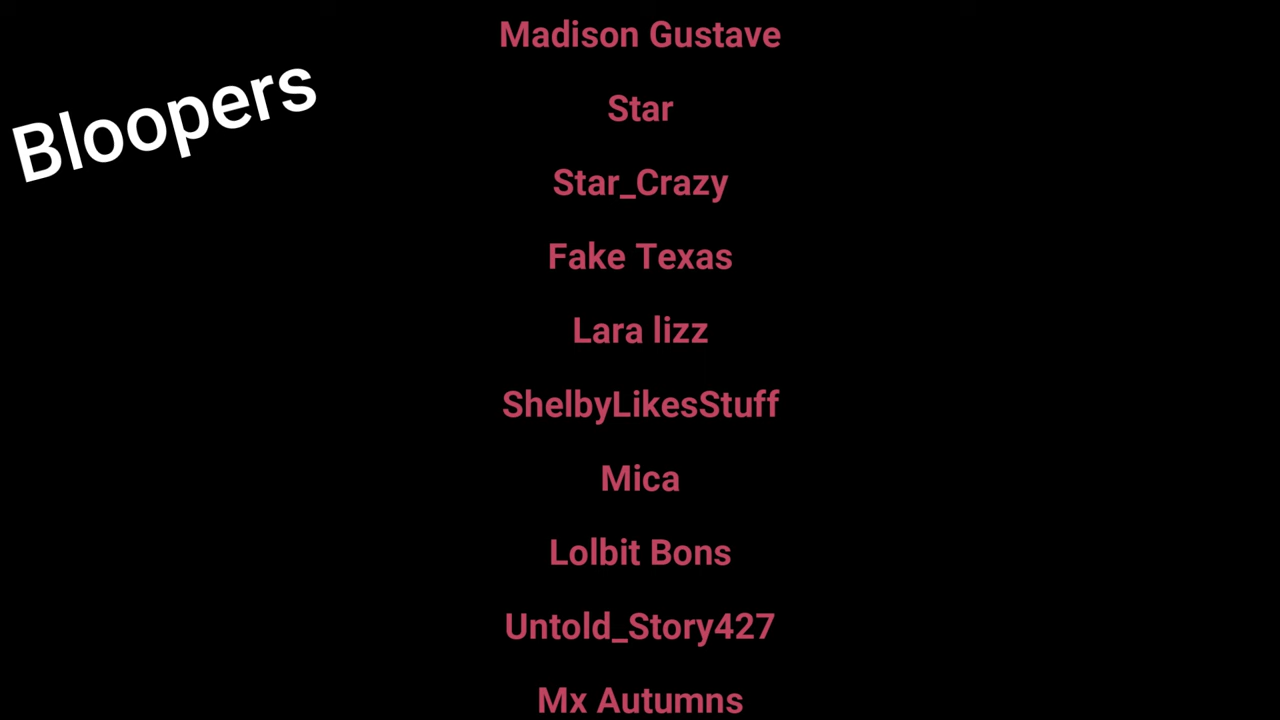 Bloopers
Madison Gustave
Star
Star_Crazy
Fake Texas
Lara lizz
ShelbyLikesStuff
Mica
Lolbit Bons
Untold_Story427
Mx Autumns